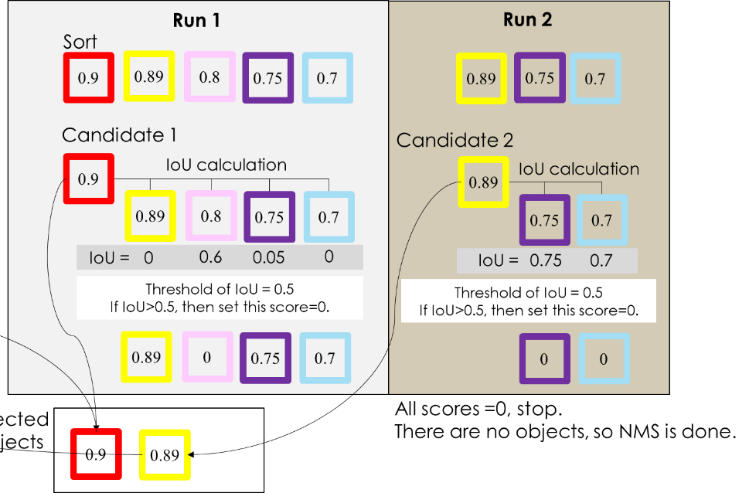 Run 1
Sort
0.9 0.89 0.8 0.75 0.7
Candidate 1
0.9
IoU calculation
0.89 0.8 0.75 0.7
IoU = 0 0.6 0.05 0
Threshold of IoU = 0.5
If IoU>0.5, then set this score=0.
0.89 0 0.75 0.7
Run 2
0.89 0.75 0.7
Candidate 2
0.89
IoU calculation
0.75 0.7
IoU = 0.75 0.7
Threshold of IoU = 0.5
If IoU>0.5, then set this score=0.
0 0
All scores =0, stop.
There are no objects, so NMS is done.
ected
jects
0.9 0.89